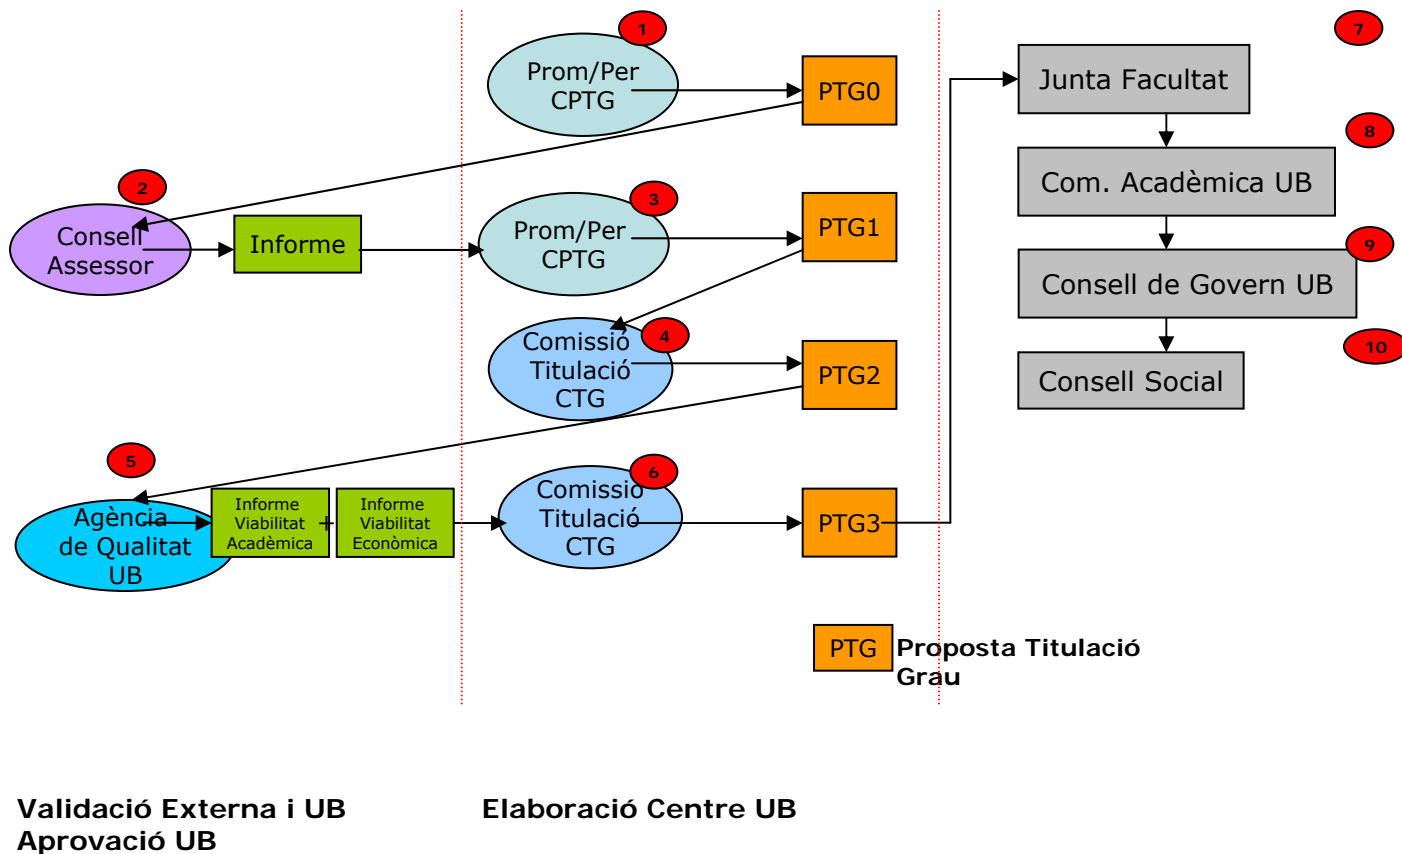 1
Prom/Per
CPTG
PTG0
2
Consell
Assessor
Informe
3
Prom/Per
CPTG
PTG1
4
Comissió
Titulació
CTG
PTG2
5
Agència
de Qualitat
UB
Informe
Viabilitat
Acadèmica
+
Informe
Viabilitat
Econòmica
6
Comissió
Titulació
CTG
PTG3
7
Junta Facultat
8
Com. Acadèmica UB
9
Consell de Govern UB
10
Consell Social
PTG
Proposta Titulació
Grau
Validació Externa i UB
Aprovació UB
Elaboració Centre UB